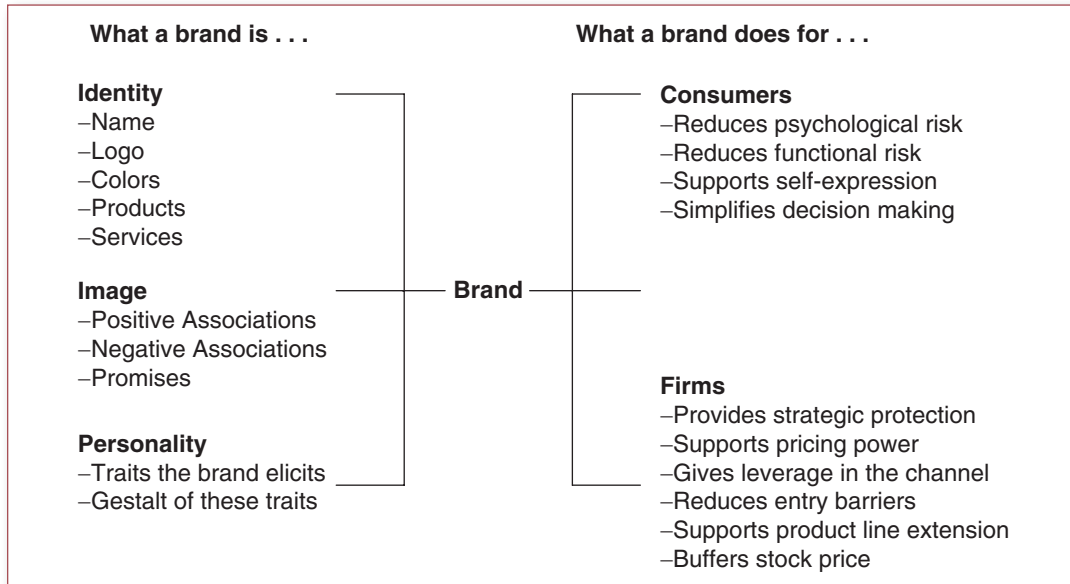 What a brand is . . .
What a brand does for . . .
Identity
–Name
–Logo
–Colors
–Products
–Services
Image
–Positive Associations
–Negative Associations
–Promises
Personality
–Traits the brand elicits
–Gestalt of these traits
Brand
Consumers
–Reduces psychological risk
–Reduces functional risk
–Supports self-expression
–Simplifies decision making
Firms
–Provides strategic protection
–Supports pricing power
–Gives leverage in the channel
–Reduces entry barriers
–Supports product line extension
–Buffers stock price